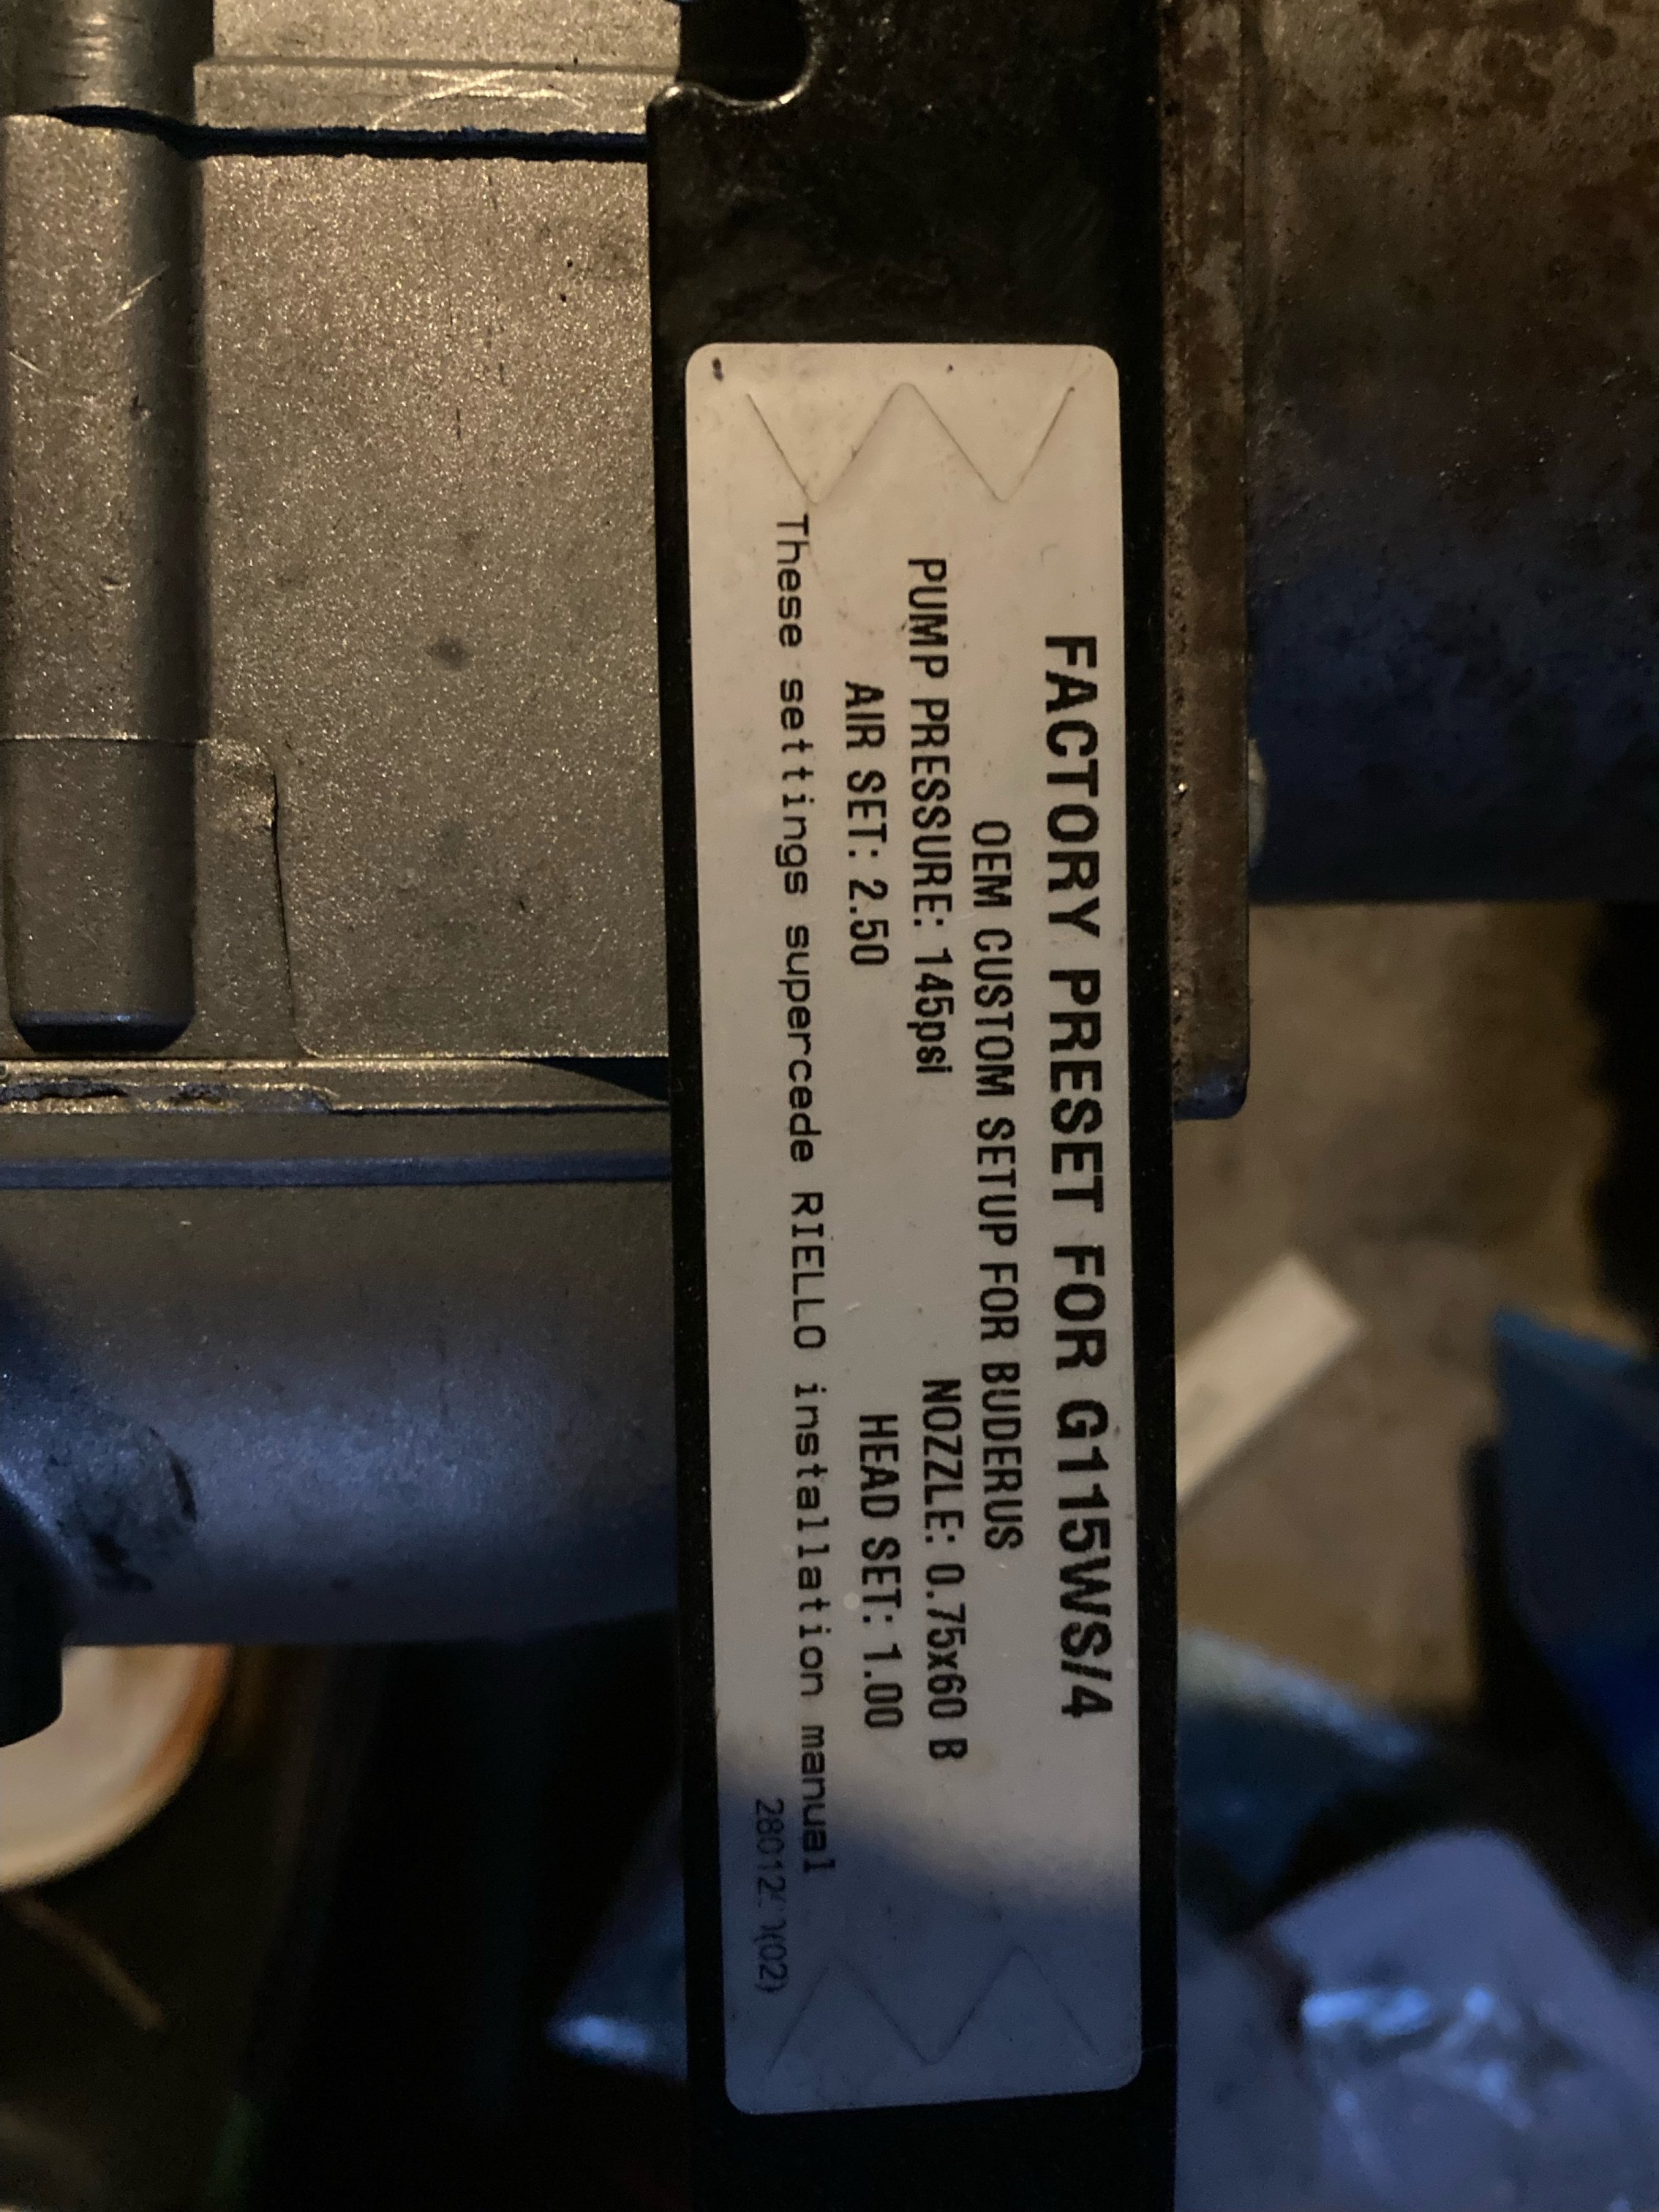 FACTORY PRESET FOR G115WS/4
OEM CUSTOM SETUP FOR BUDERUS
PUMP PRESSURE: 145psi NOZZLE: 0.75x60 B
AIR SET: 2.50 HEAD SET: 1.00
These settings supercede RIELLO installation manual